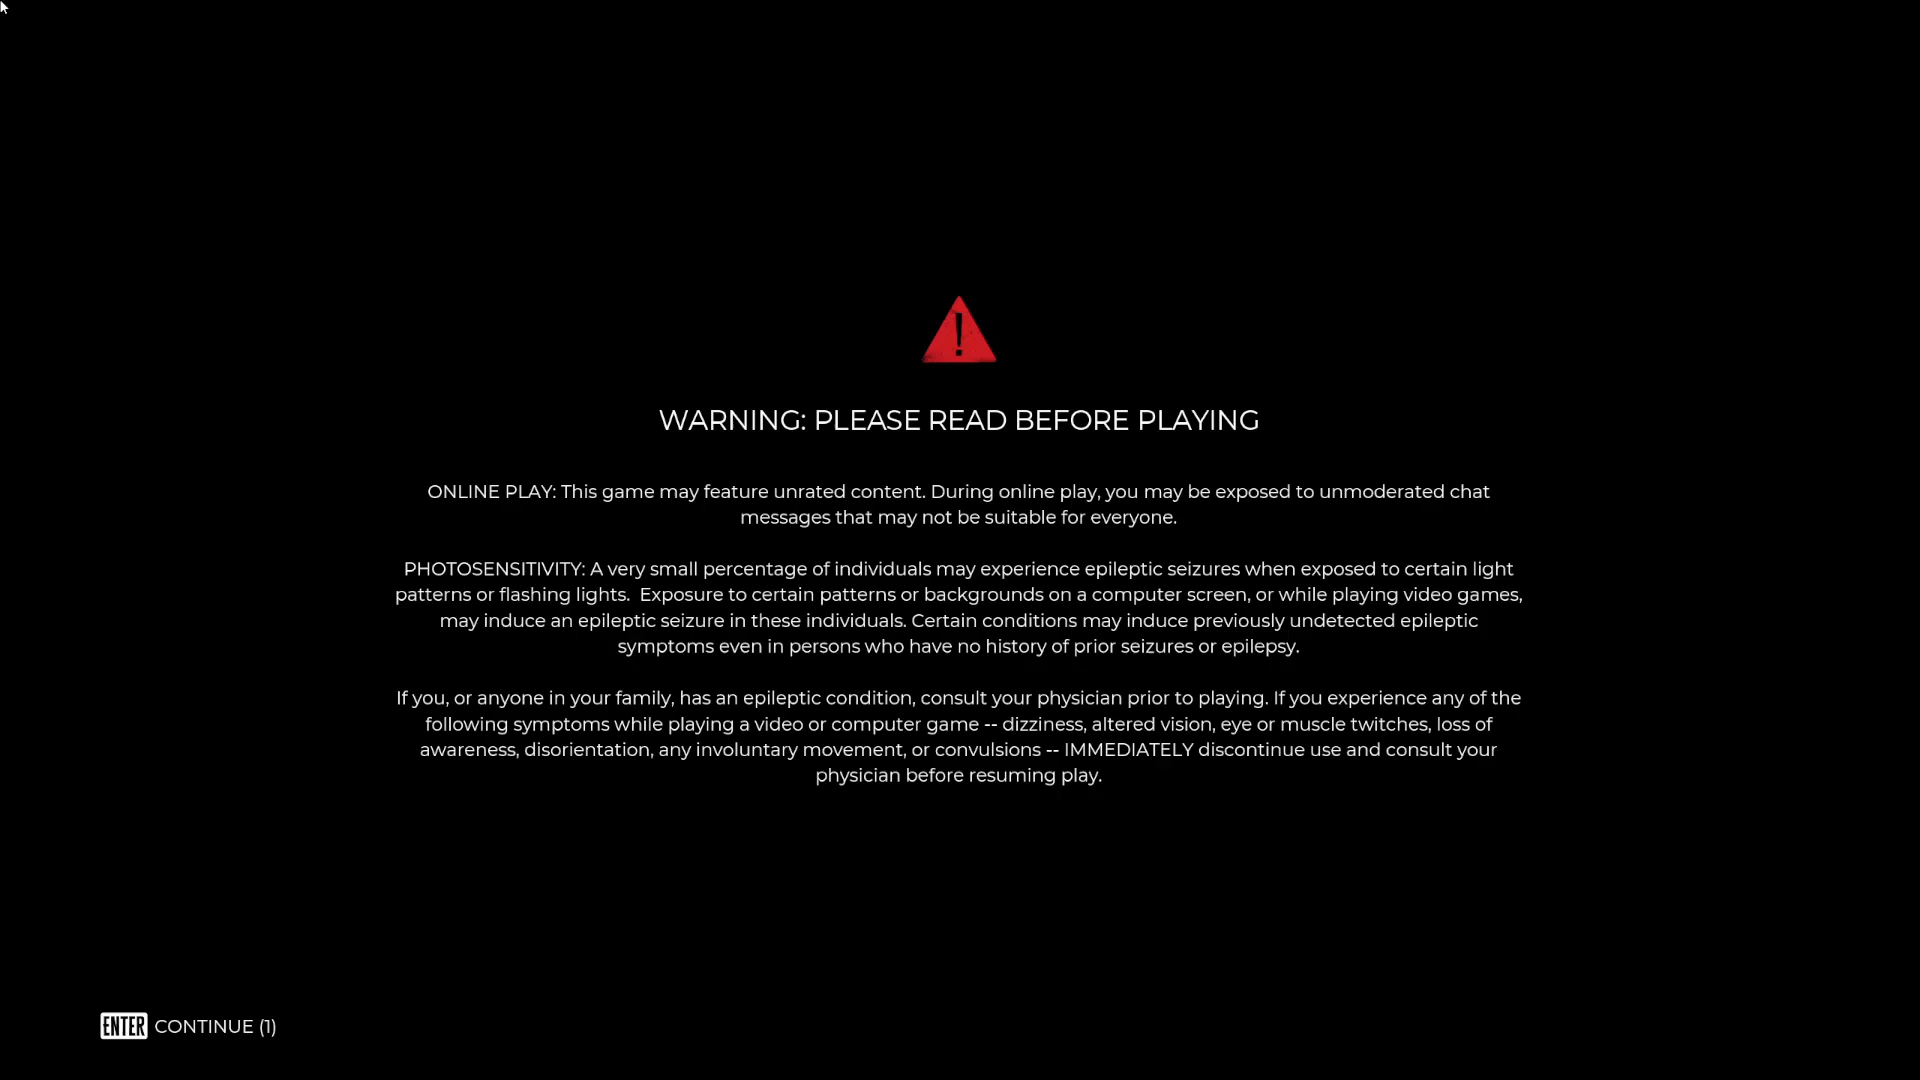 WARNING: PLEASE READ BEFORE PLAYING
ONLINE PLAY: This game may feature unrated content. During online play, you may be exposed to unmoderated chat
messages that may not be suitable for everyone.
PHOTOSENSITIVITY: A very small percentage of individuals may experience epileptic seizures when exposed to certain light
patterns or flashing lights.  Exposure to certain patterns or backgrounds on a computer screen, or while playing video games,
may induce an epileptic seizure in these individuals. Certain conditions may induce previously undetected epileptic
symptoms even in persons who have no history of prior seizures or epilepsy.
If you, or anyone in your family, has an epileptic condition, consult your physician prior to playing. If you experience any of the
following symptoms while playing a video or computer game -- dizziness, altered vision, eye or muscle twitches, loss of
awareness, disorientation, any involuntary movement, or convulsions -- IMMEDIATELY discontinue use and consult your
physician before resuming play.
ENTER CONTINUE (1)